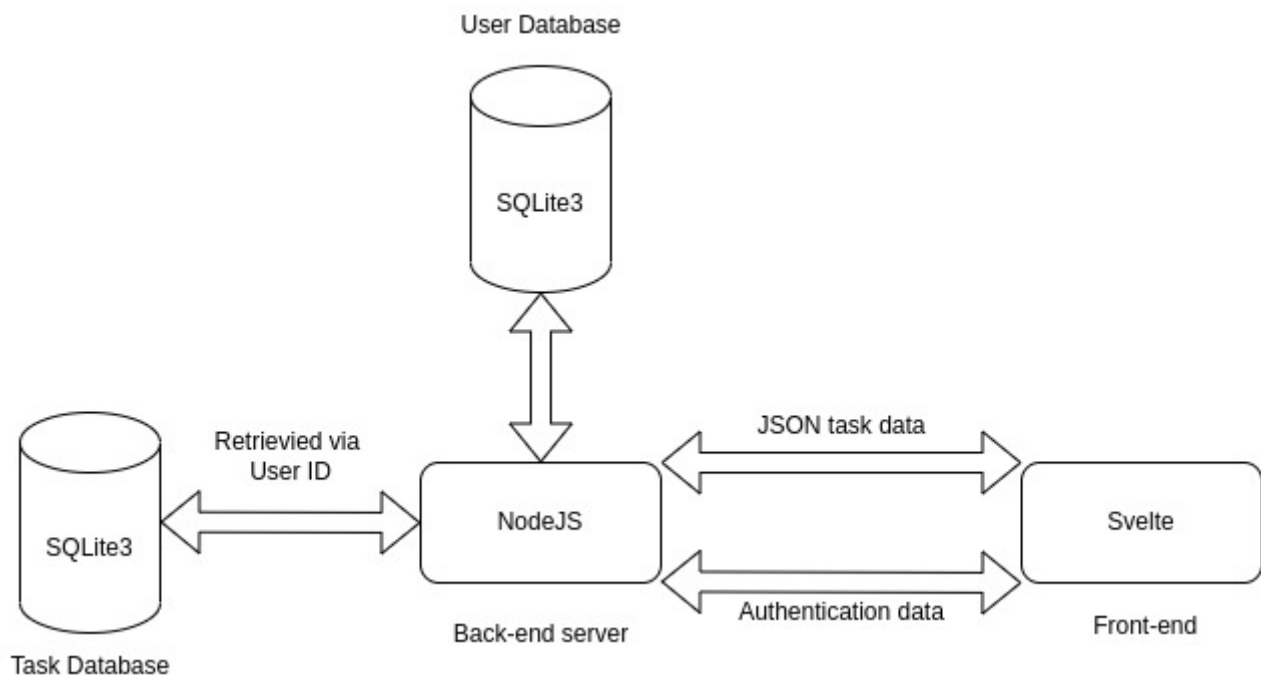 User Database
SQLite3
Retrievied via
User ID
JSON task data
SQLite3
NodeJS
Svelte
Authentication data
Back-end server
Front-end
Task Database